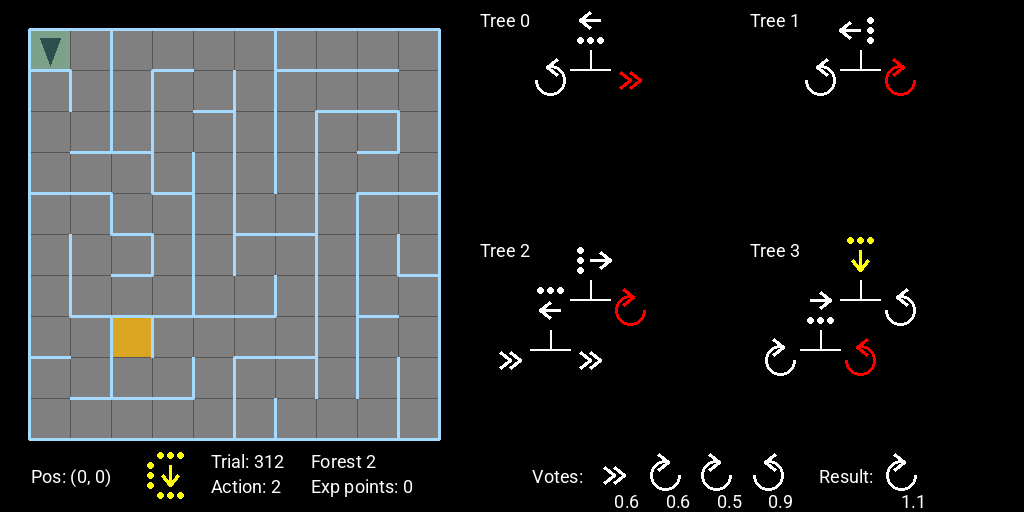 Tree 0
Tree 1
Tree 2
Tree 3
Pos: (0, 0)
Trial: 312
Forest 2
Action: 2
Exp points: 0
Votes:
0.6
0.6
0.5
0.9
Result:
1.1